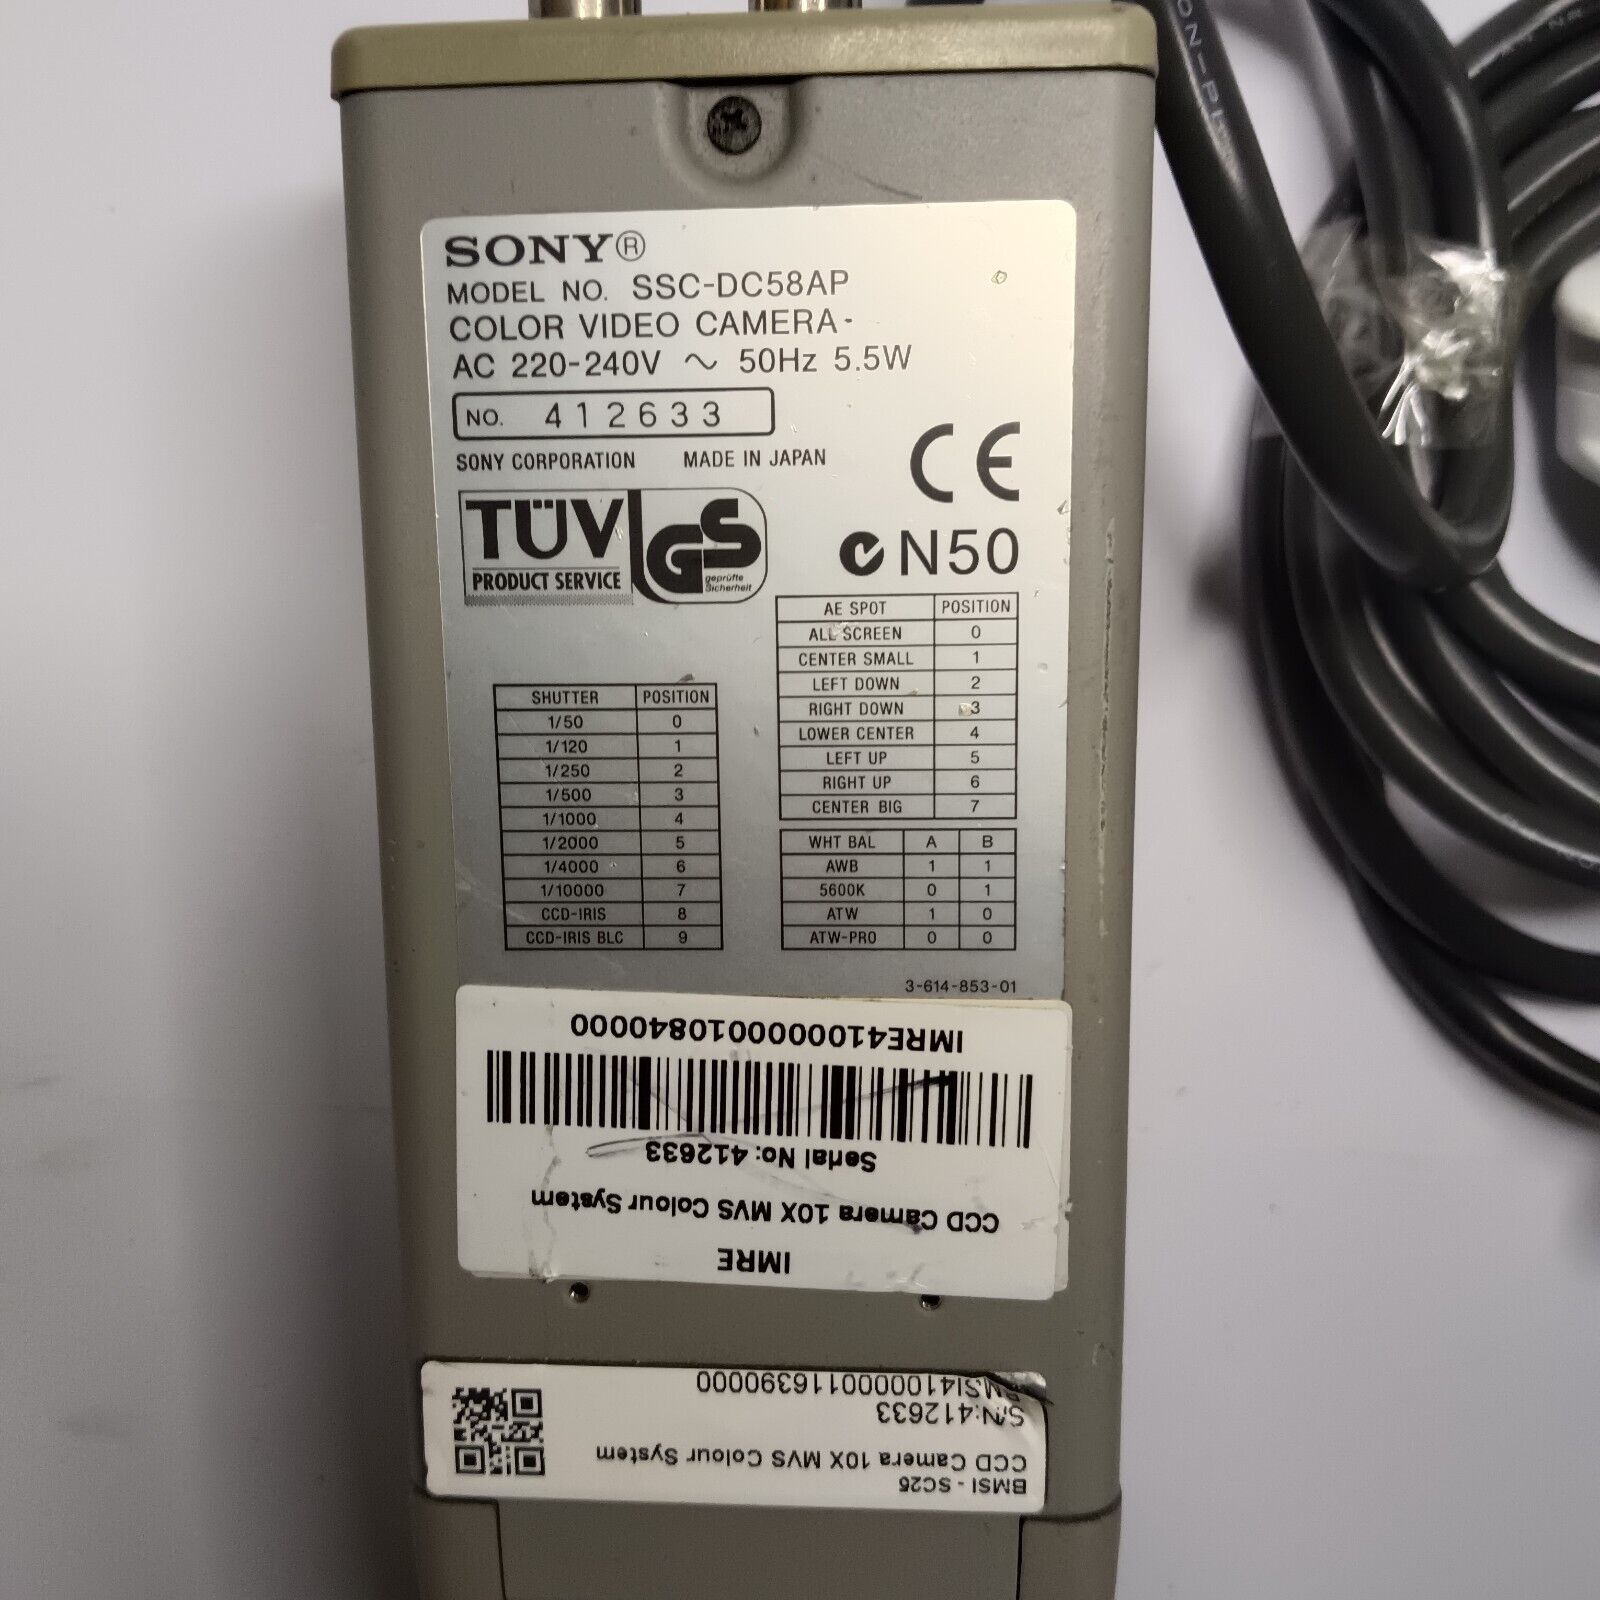 SONY®
MODEL NO. SSC-DC58AP
COLOR VIDEO CAMERA
AC 220-240V ～ 50Hz 5.5W
NO. 412633
SONY CORPORATION MADE IN JAPAN
CE
TÜV
PRODUCT SERVICE
GS
geprüfte
Sicherheit
N50
AE SPOT POSITION
ALL SCREEN 0
CENTER SMALL 1
LEFT DOWN 2
RIGHT DOWN 3
LOWER CENTER 4
LEFT UP 5
RIGHT UP 6
CENTER BIG 7
SHUTTER POSITION
1/50 0
1/120 1
1/250 2
1/500 3
1/1000 4
1/2000 5
1/4000 6
1/10000 7
CCD-IRIS 8
CCD-IRIS BLC 9
WHT BAL A B
AWB 1 1
5600K 0 1
ATW 1 0
ATW-PRO 0 0
3-614-853-01
IMRE
CCD Camera 10X MVS Colour System
Serial No: 412633
IMRE4100000010840000
BMSI - SC25
CCD Camera 10X MVS Colour System
S/N:412633
BMSI4100000116390000